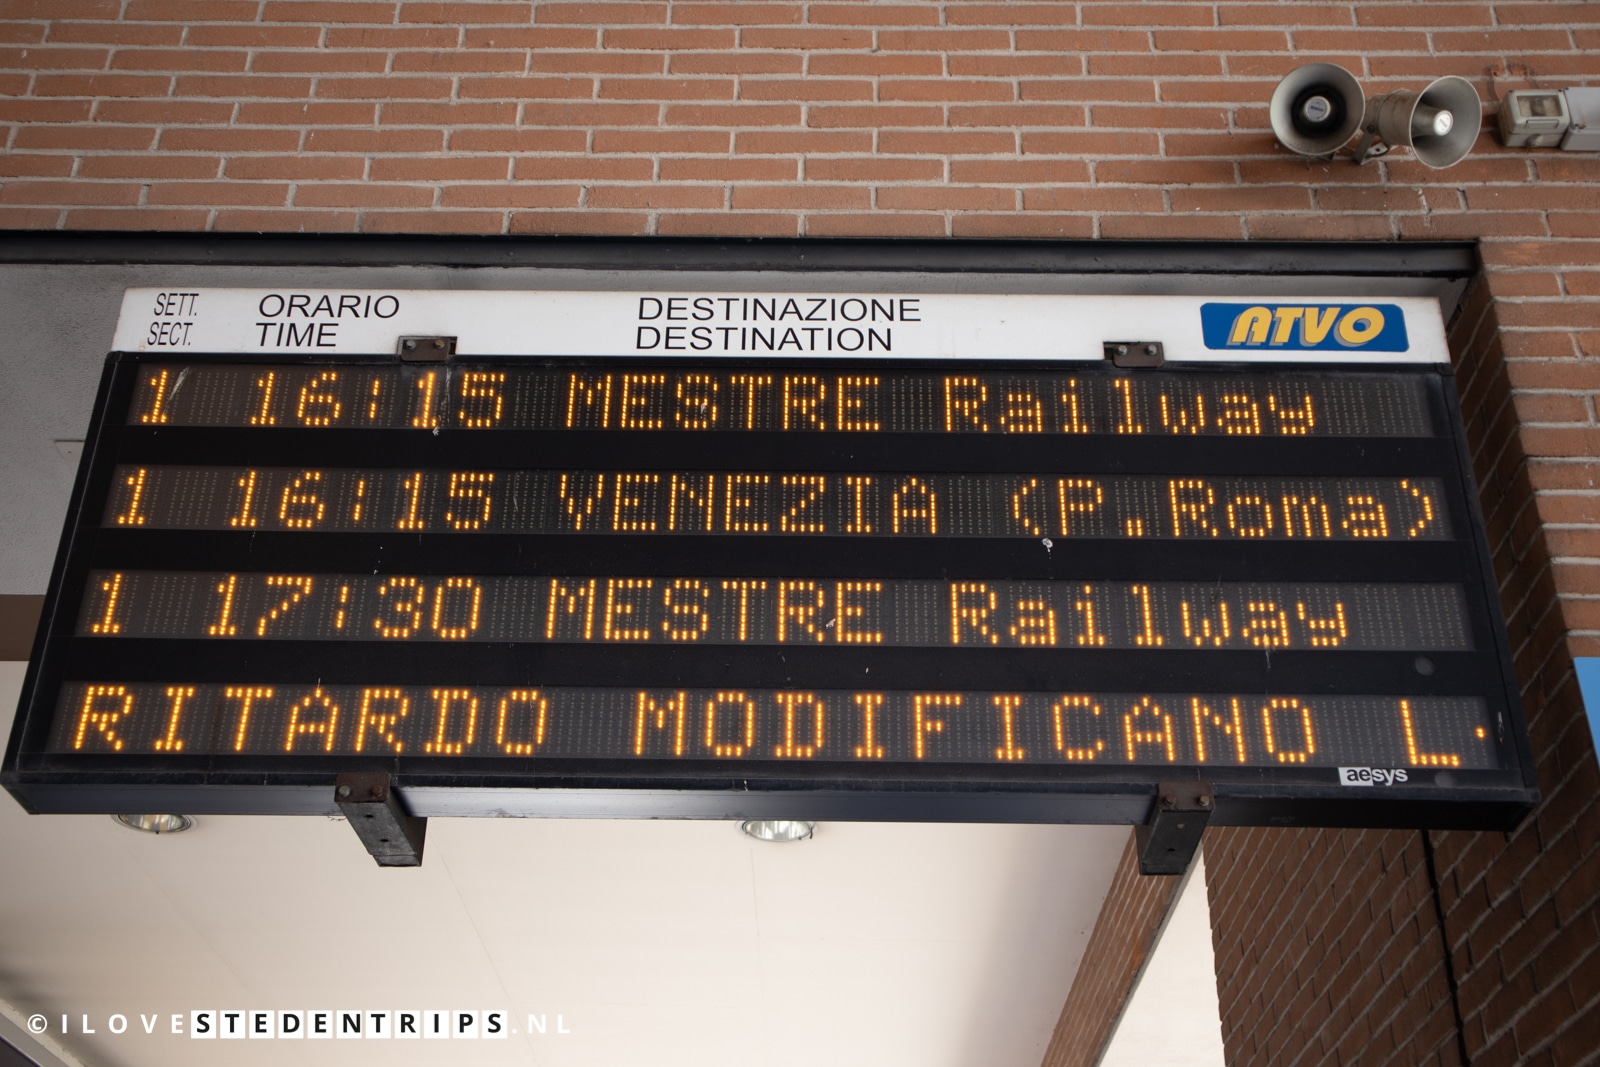 SETT. ORARIO DESTINAZIONE ATVO
SECT. TIME DESTINATION
1 16:15 MESTRE Railway
1 16:15 VENEZIA (P.Roma)
1 17:30 MESTRE Railway
RITARDO MODIFICANO L
aesys
© ILOVESTEDENTRIPS.NL